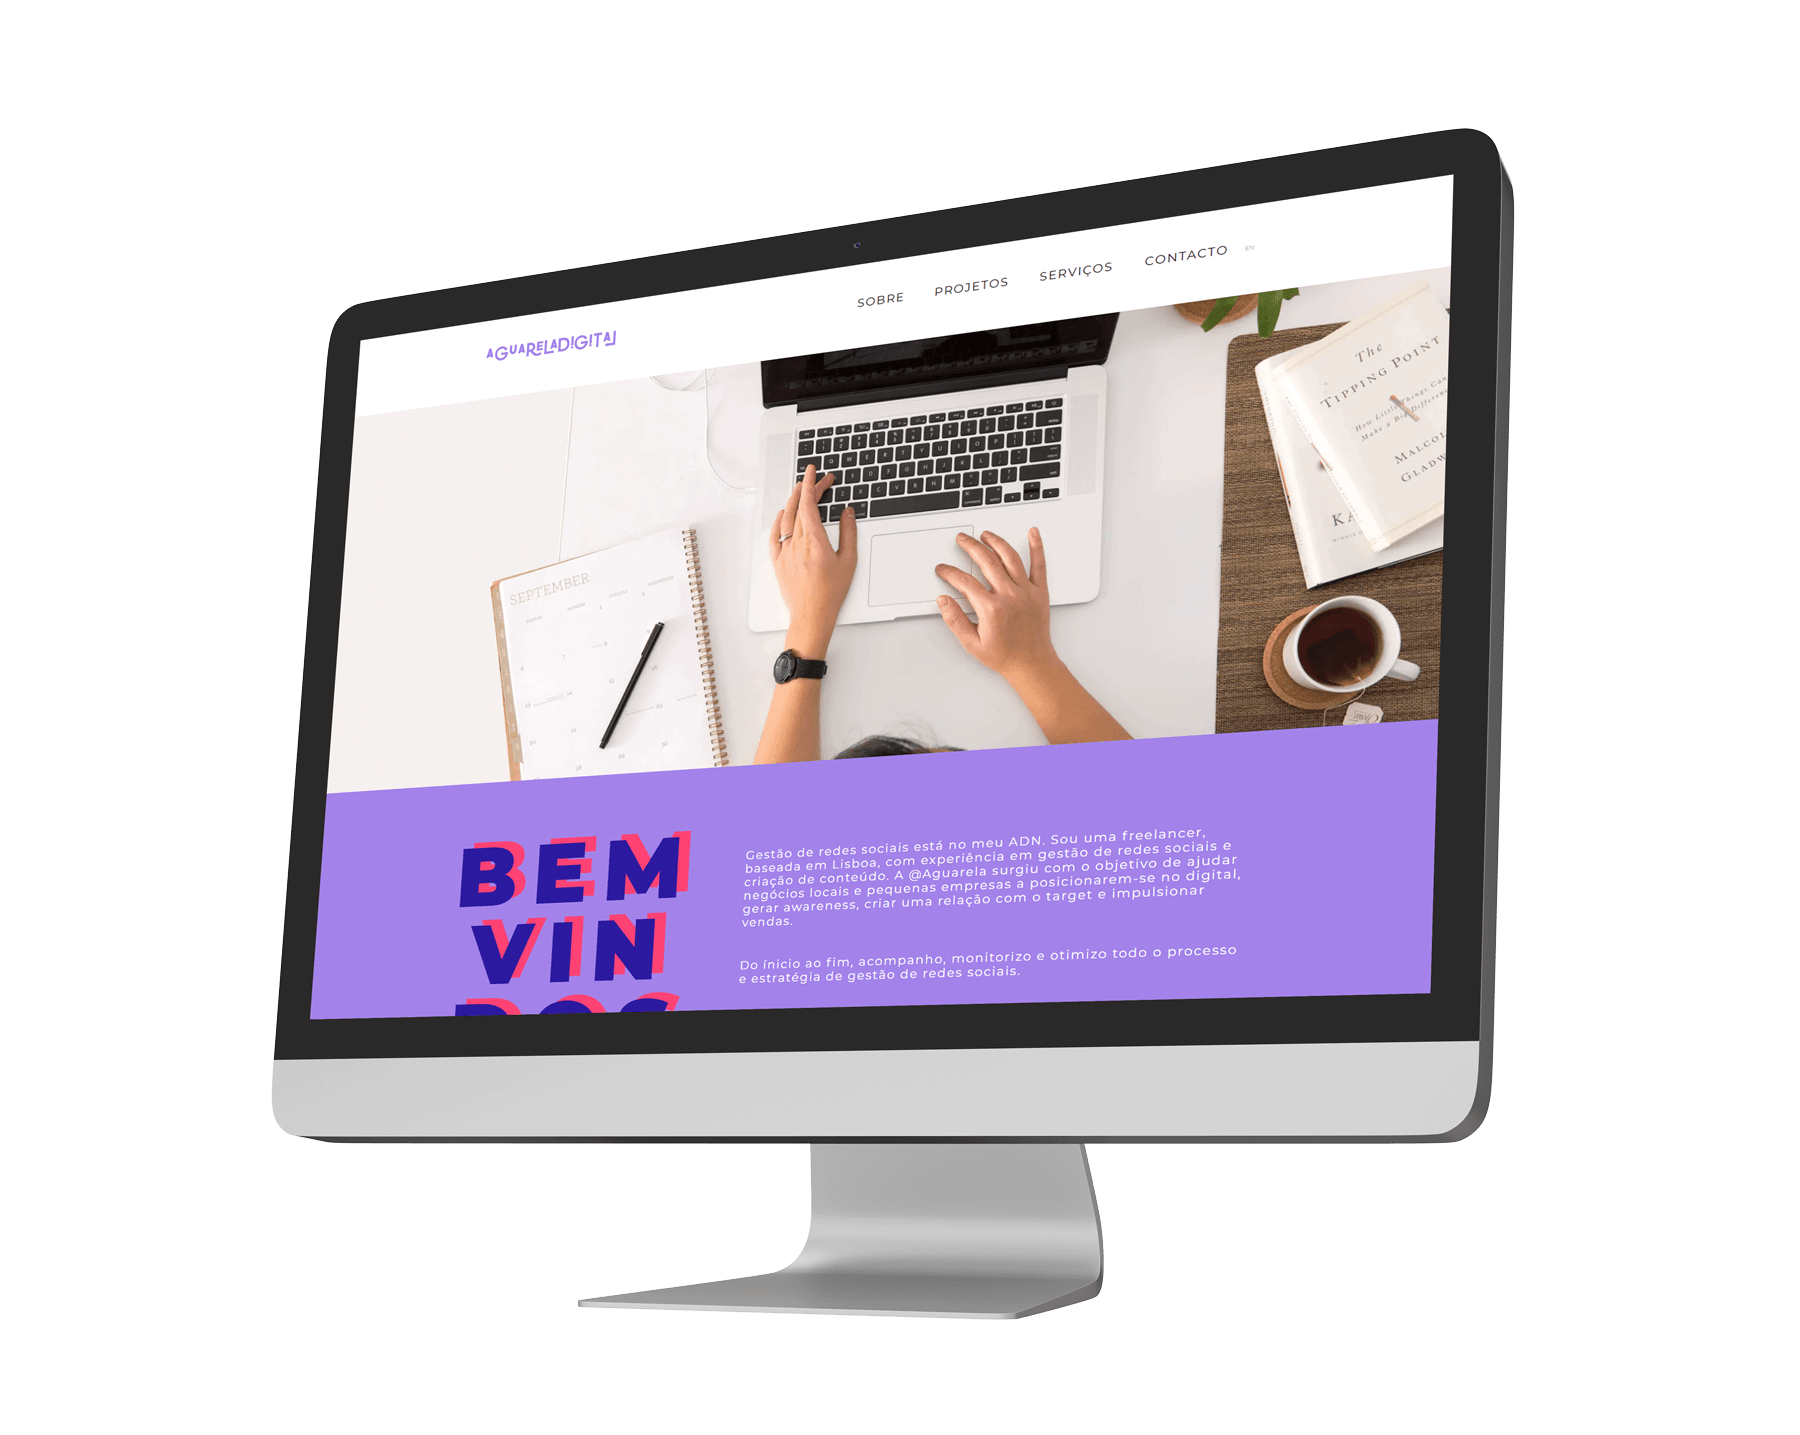 SOBRE
PROJETOS
SERVIÇOS
CONTACTO
EN
AGUARELADIGITAL
The
TIPPING POINT
How Little Things Can
Make a Big Difference
MALCOL
GLADW
SEPTEMBER
BEM
VIN
DOS
Gestão de redes sociais está no meu ADN. Sou uma freelancer,
baseada em Lisboa, com experiência em gestão de redes sociais e
criação de conteúdo. A @Aguarela surgiu com o objetivo de ajudar
negócios locais e pequenas empresas a posicionarem-se no digital,
gerar awareness, criar uma relação com o target e impulsionar
vendas.
Do ínicio ao fim, acompanho, monitorizo e otimizo todo o processo
e estratégia de gestão de redes sociais.